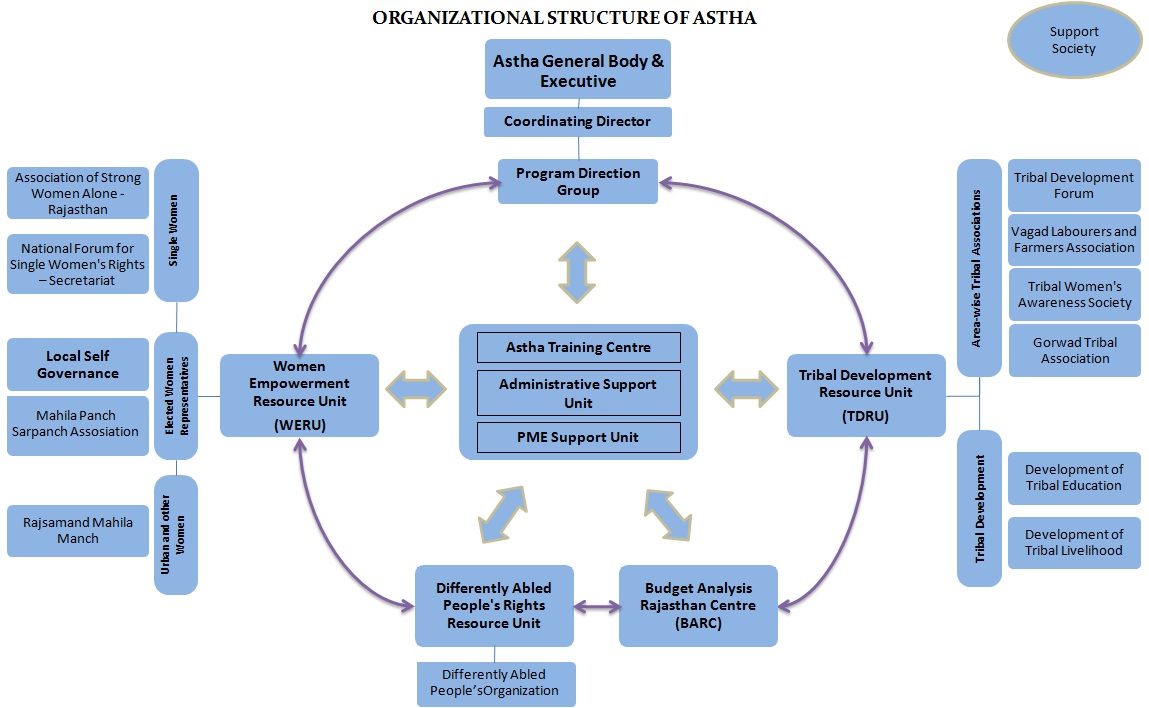 ORGANIZATIONAL STRUCTURE OF ASTHA
Support
Society
Astha General Body &
Executive
Coordinating Director
Program Direction
Group
Association of Strong
Women Alone -
Rajasthan
National Forum for
Single Women's Rights
– Secretariat
Single Women
Local Self
Governance
Mahila Panch
Sarpanch Assosiation
Elected Women
Representatives
Rajsamand Mahila
Manch
Urban and other
Women
Women
Empowerment
Resource Unit
(WERU)
Astha Training Centre
Administrative Support
Unit
PME Support Unit
Tribal Development
Resource Unit
(TDRU)
Area-wise Tribal Associations
Tribal Development
Forum
Vagad Labourers and
Farmers Association
Tribal Women's
Awareness Society
Gorwad Tribal
Association
Tribal Development
Development of
Tribal Education
Development of
Tribal Livelihood
Differently Abled
People's Rights
Resource Unit
Budget Analysis
Rajasthan Centre
(BARC)
Differently Abled
People’sOrganization